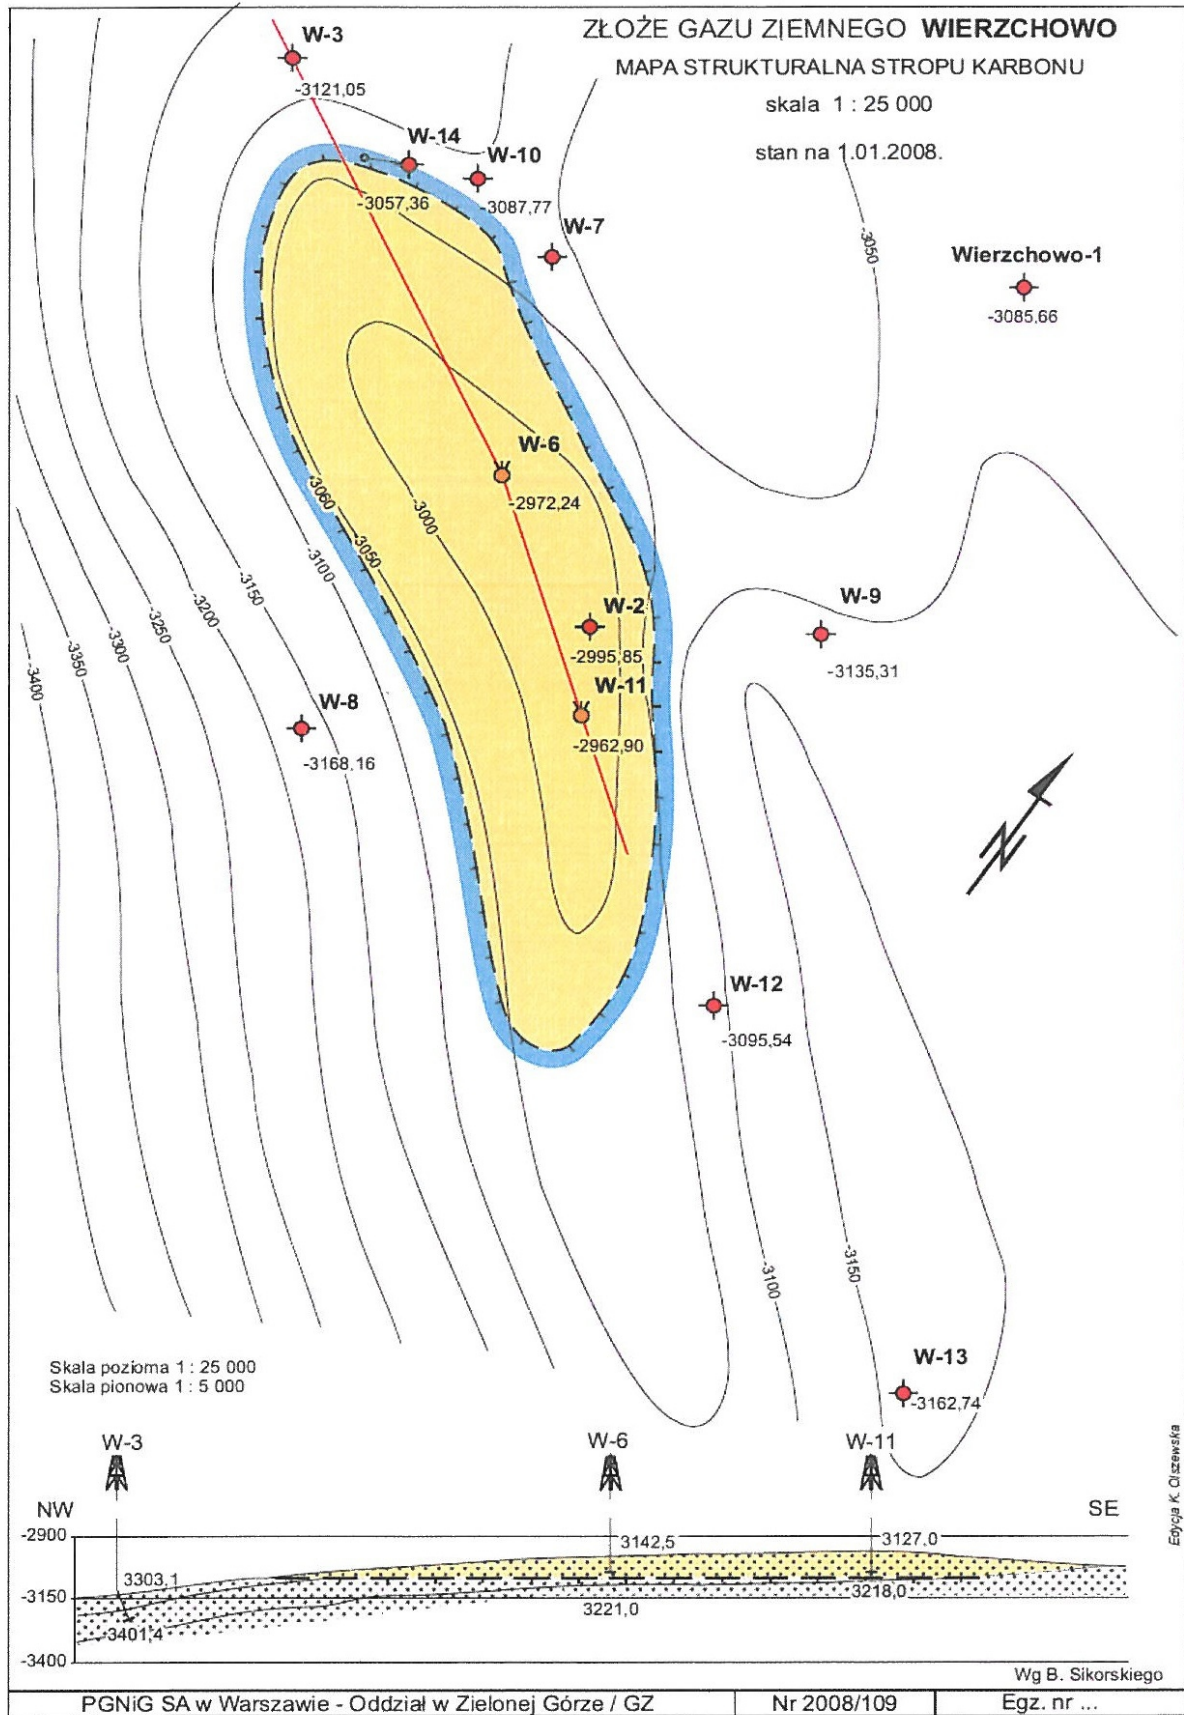 ZŁOŻE GAZU ZIEMNEGO WIERZCHOWO
MAPA STRUKTURALNA STROPU KARBONU
skala 1 : 25 000
stan na 1.01.2008.
W-3
-3121,05
W-14
-3057,36
W-10
-3087,77
W-7
-3050
Wierzchowo-1
-3085,66
W-6
-2972,24
-3060
-3050
-3000
-3100
-3150
-3200
-3250
-3300
-3350
-3400
W-2
-2995,85
W-11
-2962,90
W-9
-3135,31
W-8
-3168,16
W-12
-3095,54
-3100
-3150
W-13
-3162,74
Skala pozioma 1 : 25 000
Skala pionowa 1 : 5 000
W-3
W-6
W-11
NW
SE
-2900
-3150
-3400
3303,1
3401,4
3142,5
3221,0
3127,0
3218,0
Edycja K. Olszewska
Wg B. Sikorskiego
PGNiG SA w Warszawie - Oddział w Zielonej Górze / GZ
Nr 2008/109
Egz. nr ...